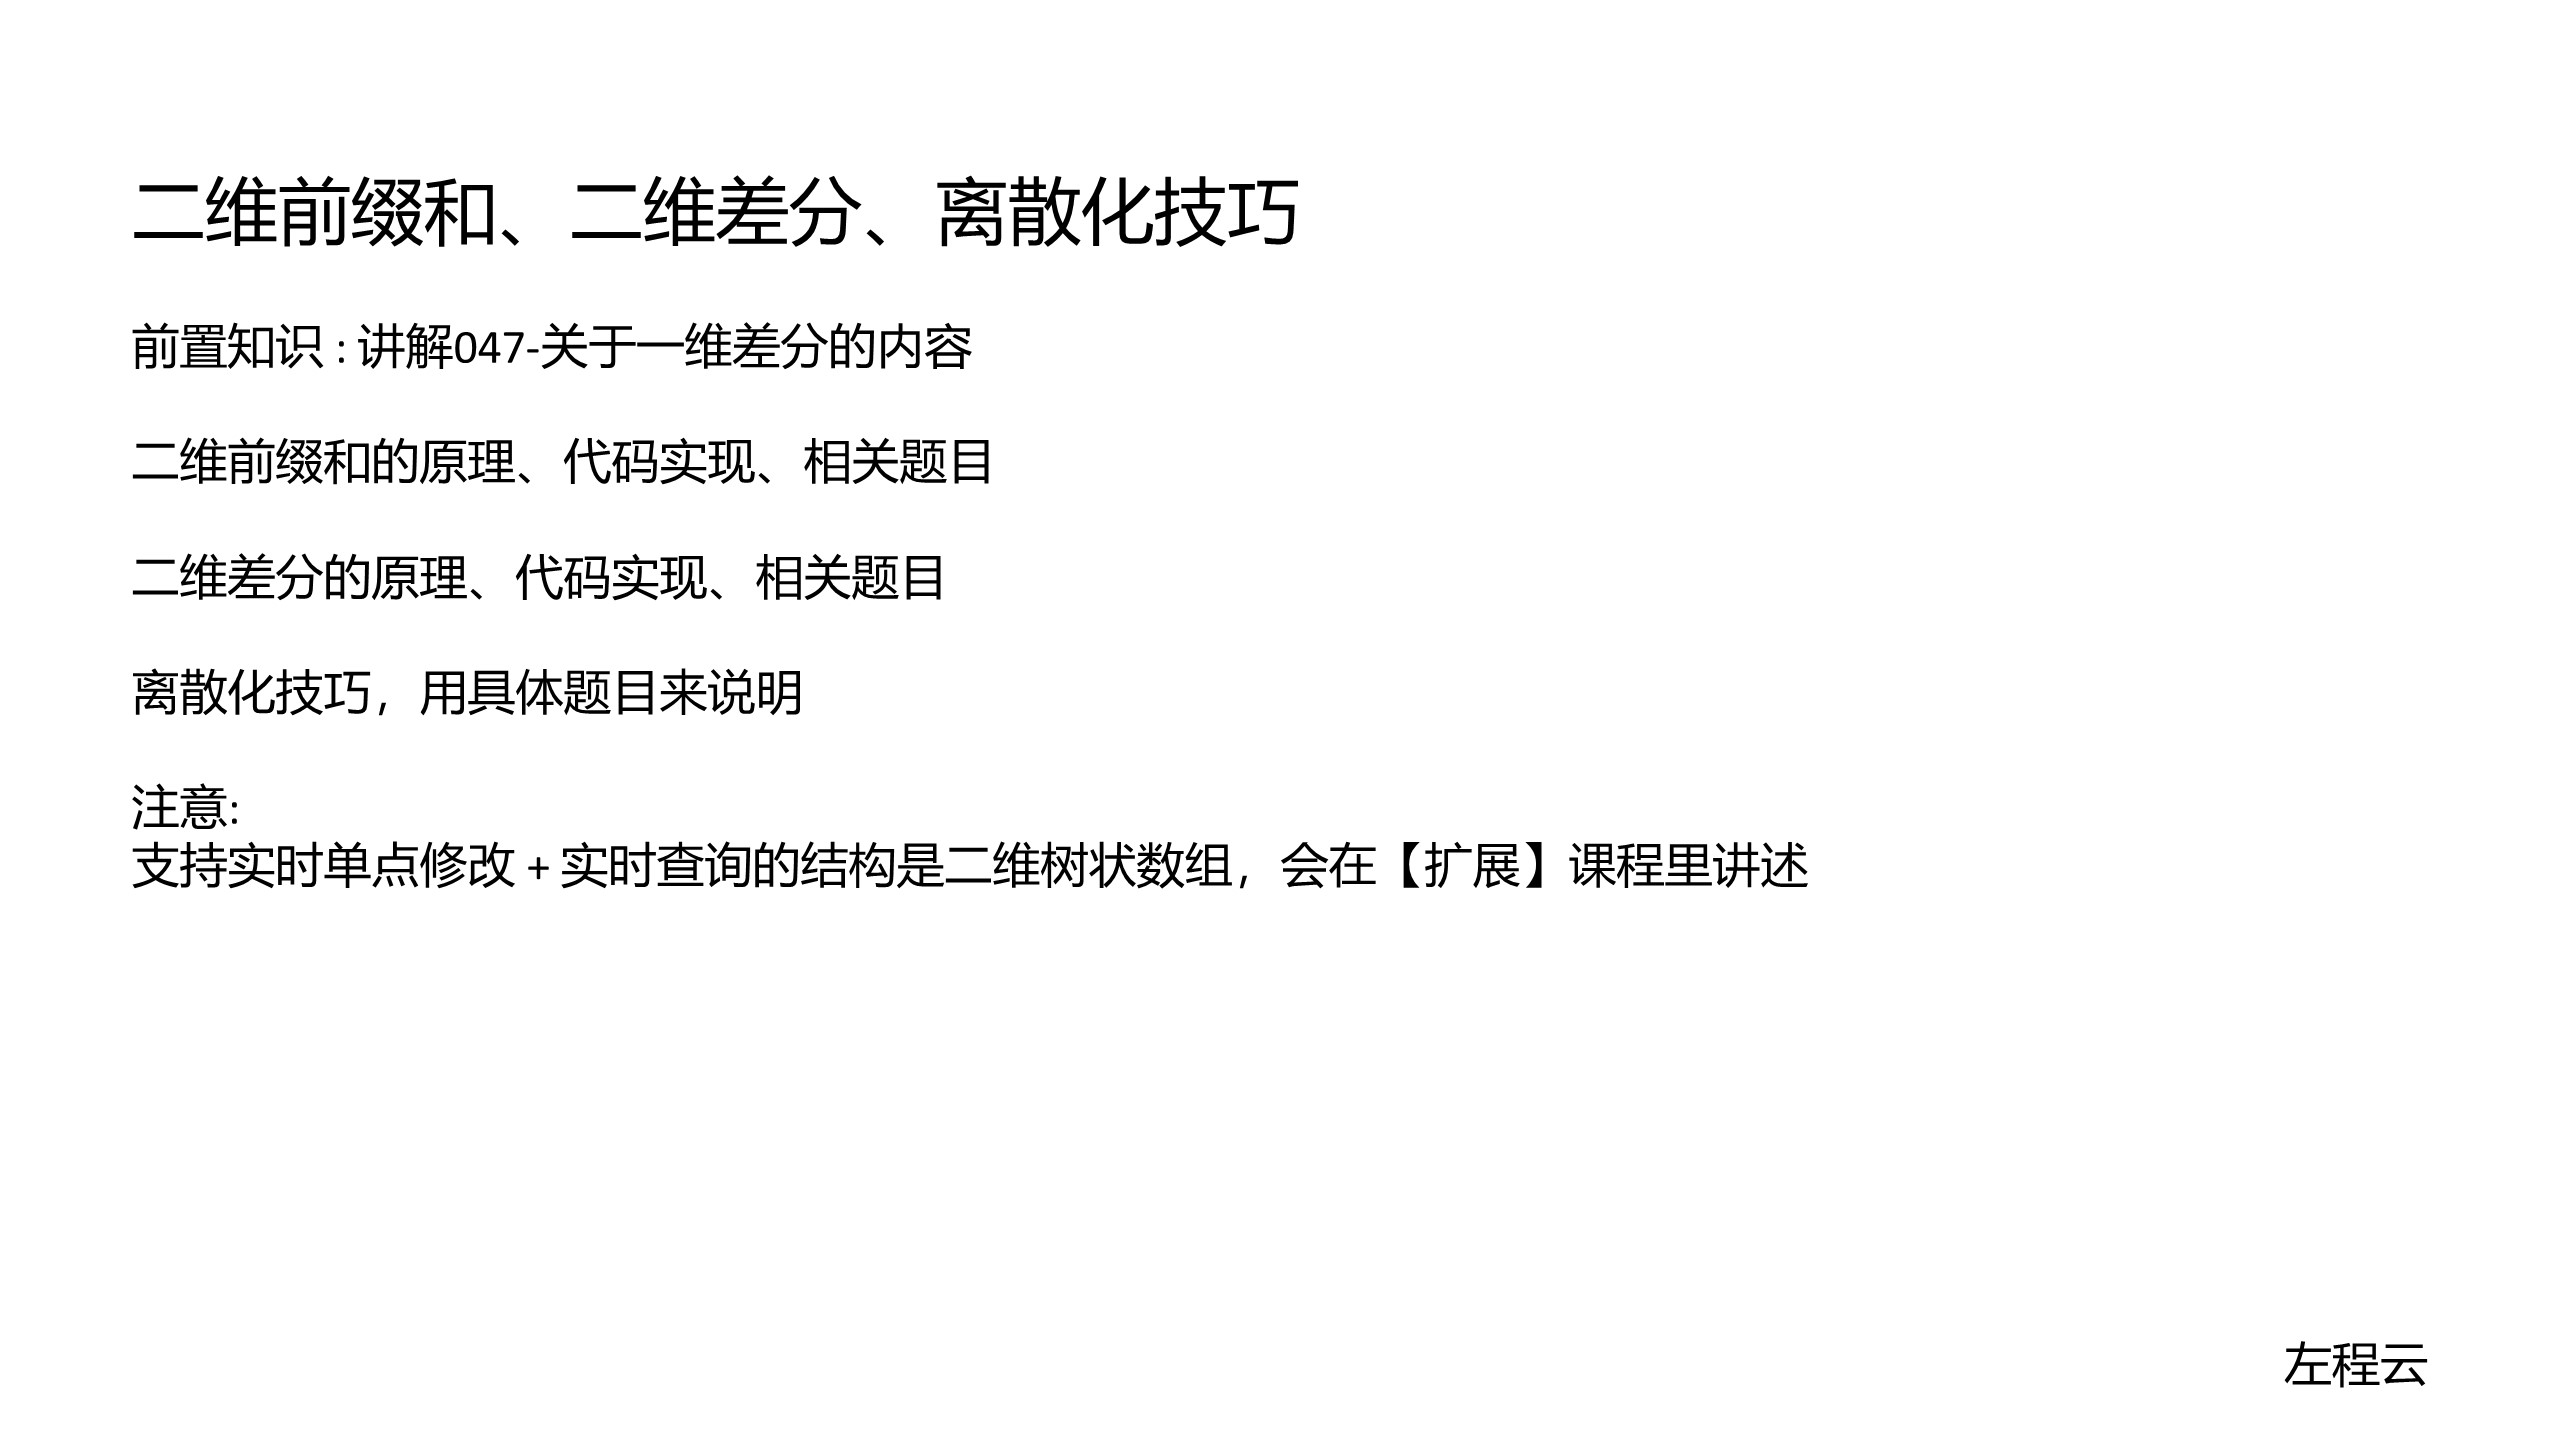 二维前缀和、二维差分、离散化技巧
前置知识 : 讲解047-关于一维差分的内容
二维前缀和的原理、代码实现、相关题目
二维差分的原理、代码实现、相关题目
离散化技巧，用具体题目来说明
注意:
支持实时单点修改 + 实时查询的结构是二维树状数组，会在【扩展】课程里讲述
左程云